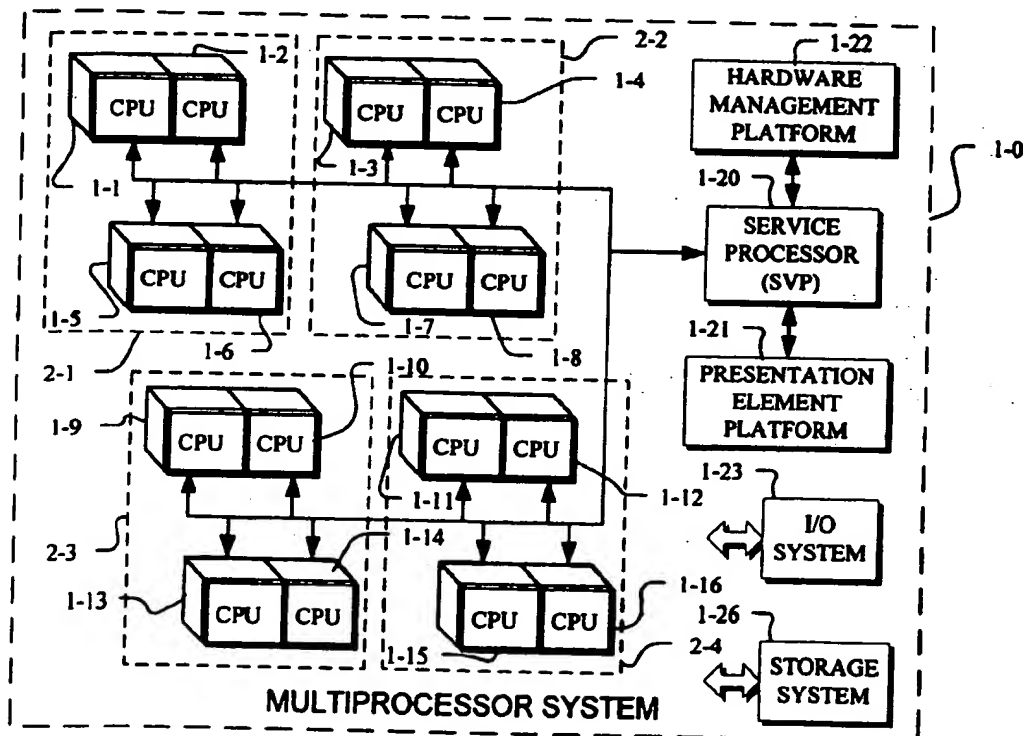 1-2
2-2
1-22
CPU CPU
CPU CPU
1-4
HARDWARE
MANAGEMENT
PLATFORM
1-0
1-1
1-3
1-20
CPU CPU
CPU CPU
SERVICE
PROCESSOR
(SVP)
1-5
1-6
1-7
1-8
1-21
2-1
1-10
PRESENTATION
ELEMENT
PLATFORM
1-9
CPU CPU
CPU CPU
1-11
1-12
1-23
I/O
SYSTEM
2-3
1-14
1-13
CPU CPU
CPU CPU
1-16
1-26
1-15
2-4
STORAGE
SYSTEM
MULTIPROCESSOR SYSTEM